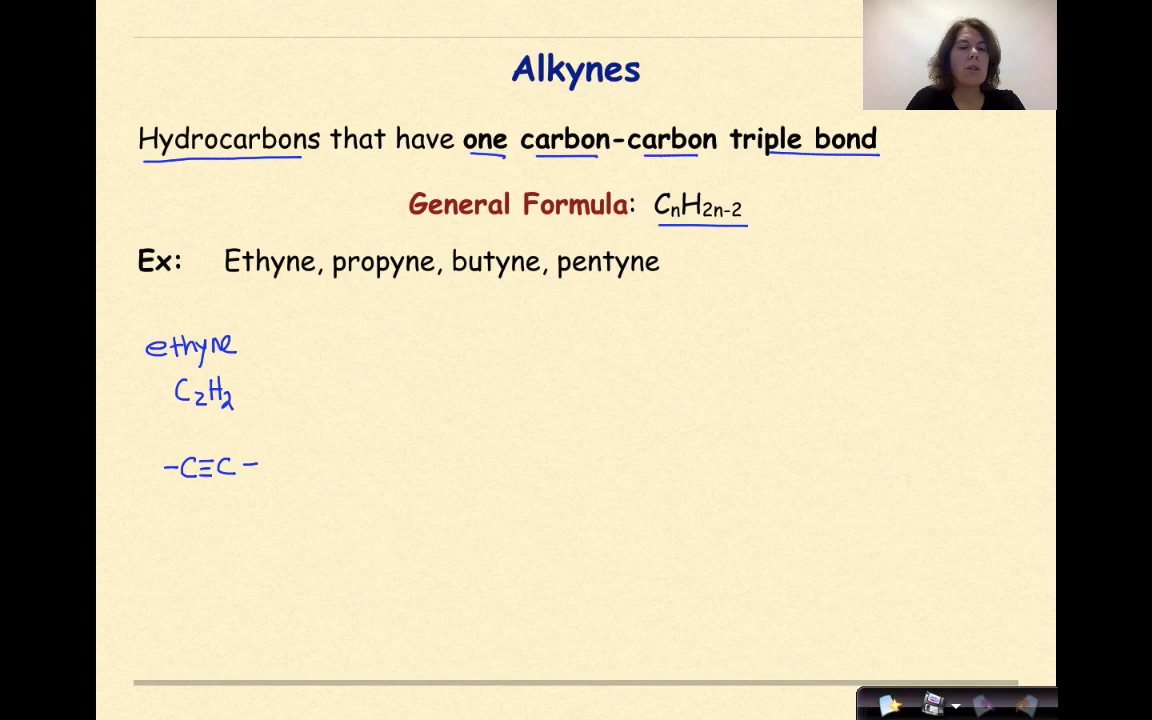 Alkynes
Hydrocarbons that have one carbon-carbon triple bond
General Formula: CₙH₂ₙ₋₂
Ex: Ethyne, propyne, butyne, pentyne
ethyne
C₂H₂
-C≡C-